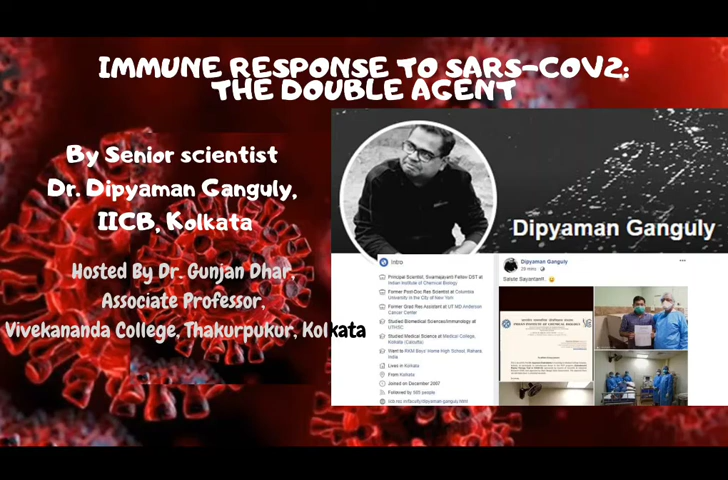 IMMUNE RESPONSE TO SARS-COV2:
THE DOUBLE AGENT
By Senior scientist
Dr. Dipyaman Ganguly,
IICB, Kolkata
Hosted By Dr. Gunjan Dhar,
Associate Professor,
Vivekananda College, Thakurpukur, Kolkata
Dipyaman Ganguly
Intro
Principal Scientist, Swarnajayanti Fellow DST at
Indian Institute of Chemical Biology
Former Post-Doc Res Scientist at Columbia
University in the City of New York
Former Grad Res Assistant at UT MD Anderson
Cancer Center
Studied Biomedical Sciences/Immunology at
UTHSC
Studied Medical Science at Medical College,
Kolkata (Calcutta)
Went to RKM Boys' Home High School, Rahara,
India
Lives in Kolkata
From Kolkata
Joined December 2007
Followed by 585 people
Dipyaman Ganguly